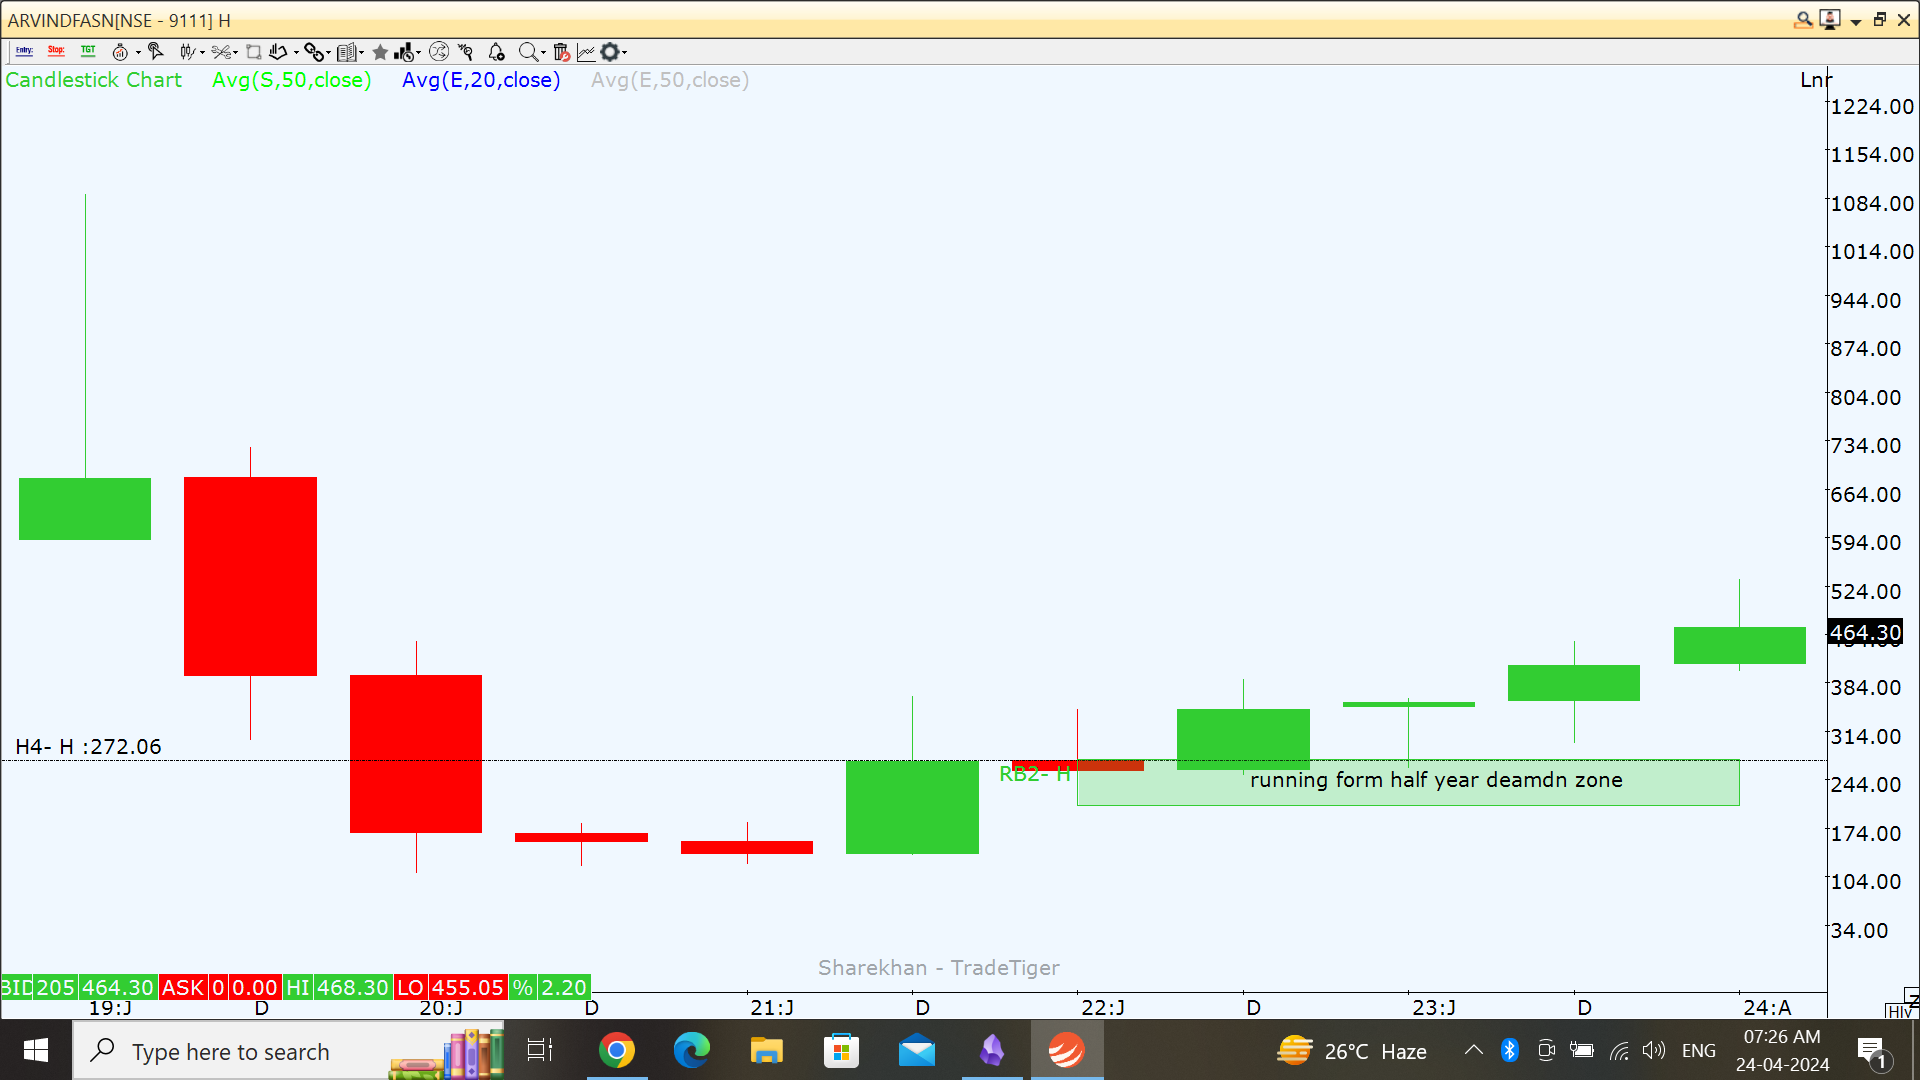 ARVINDFASN[NSE - 9111] H
Entry: Stop: TGT
Candlestick Chart Avg(S,50,close) Avg(E,20,close) Avg(E,50,close)
Lnr
1224.00
1154.00
1084.00
1014.00
944.00
874.00
804.00
734.00
664.00
594.00
524.00
464.30
384.00
314.00
244.00
174.00
104.00
34.00
H4- H :272.06
RB2- H
running form half year deamdn zone
Sharekhan - TradeTiger
BID 205 464.30 ASK 0 0.00 HI 468.30 LO 455.05 % 2.20
19:J D 20:J D 21:J D 22:J D 23:J D 24:A
Type here to search
26°C Haze
ENG
07:26 AM
24-04-2024
1